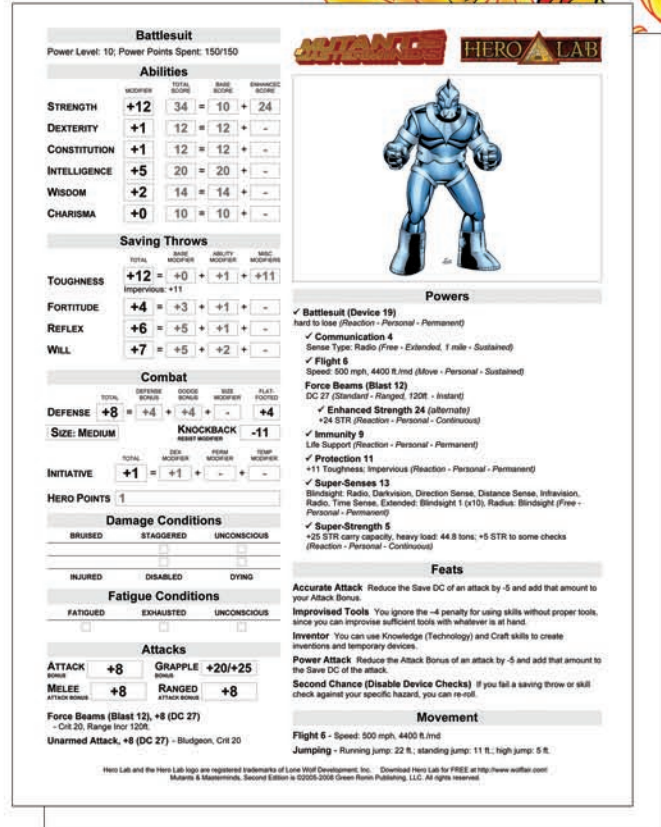 Battlesuit
Power Level: 10; Power Points Spent: 150/150
Abilities
MODIFIER TOTAL SCORE BASE SCORE ENHANCED SCORE
STRENGTH +12 34 = 10 + 24
DEXTERITY +1 12 = 12 + -
CONSTITUTION +1 12 = 12 + -
INTELLIGENCE +5 20 = 20 + -
WISDOM +2 14 = 14 + -
CHARISMA +0 10 = 10 + -
Saving Throws
TOTAL BASE MODIFIER ABILITY MODIFIER MISC MODIFIERS
TOUGHNESS +12 = +0 + +1 + +11
Impervious: +11
FORTITUDE +4 = +3 + +1 + -
REFLEX +6 = +5 + +1 + -
WILL +7 = +5 + +2 + -
Combat
TOTAL DEFENSE BONUS DODGE BONUS SIZE MODIFIER FLAT-FOOTED
DEFENSE +8 = +4 + +4 + - +4
SIZE: MEDIUM KNOCKBACK RESIST MODIFIER -11
TOTAL DEX MODIFIER PERM MODIFIER TEMP MODIFIER
INITIATIVE +1 = +1 + - + -
HERO POINTS 1
Damage Conditions
BRUISED STAGGERED UNCONSCIOUS
INJURED DISABLED DYING
Fatigue Conditions
FATIGUED EXHAUSTED UNCONSCIOUS
Attacks
ATTACK BONUS +8 GRAPPLE BONUS +20/+25
MELEE ATTACK BONUS +8 RANGED ATTACK BONUS +8
Force Beams (Blast 12), +8 (DC 27)
- Crit 20, Range Incr 120ft.
Unarmed Attack, +8 (DC 27) - Bludgeon, Crit 20
MUTANTS & MASTERMINDS
HERO LAB
Powers
✓ Battlesuit (Device 19)
hard to lose (Reaction - Personal - Permanent)
✓ Communication 4
Sense Type: Radio (Free - Extended, 1 mile - Sustained)
✓ Flight 6
Speed: 500 mph, 4400 ft./rnd (Move - Personal - Sustained)
Force Beams (Blast 12)
DC 27 (Standard - Ranged, 120ft. - Instant)
✓ Enhanced Strength 24 (alternate)
+24 STR (Reaction - Personal - Continuous)
✓ Immunity 9
Life Support (Reaction - Personal - Permanent)
✓ Protection 11
+11 Toughness; Impervious (Reaction - Personal - Permanent)
✓ Super-Senses 13
Blindsight: Radio, Darkvision, Direction Sense, Distance Sense, Infravision,
Radio, Time Sense, Extended: Blindsight 1 (x10), Radius: Blindsight (Free -
Personal - Permanent)
✓ Super-Strength 5
+25 STR carry capacity, heavy load: 44.8 tons; +5 STR to some checks
(Reaction - Personal - Continuous)
Feats
Accurate Attack Reduce the Save DC of an attack by -5 and add that amount to
your Attack Bonus.
Improvised Tools You ignore the –4 penalty for using skills without proper tools,
since you can improvise sufficient tools with whatever is at hand.
Inventor You can use Knowledge (Technology) and Craft skills to create
inventions and temporary devices.
Power Attack Reduce the Attack Bonus of an attack by -5 and add that amount to
the Save DC of the attack.
Second Chance (Disable Device Checks) If you fail a saving throw or skill
check against your specific hazard, you can re-roll.
Movement
Flight 6 - Speed: 500 mph, 4400 ft./rnd
Jumping - Running jump: 22 ft.; standing jump: 11 ft.; high jump: 5 ft.
Hero Lab and the Hero Lab logo are registered trademarks of Lone Wolf Development, Inc. Download Hero Lab for FREE at http://www.wolflair.com!
Mutants & Masterminds, Second Edition is ©2005-2008 Green Ronin Publishing, LLC. All rights reserved.